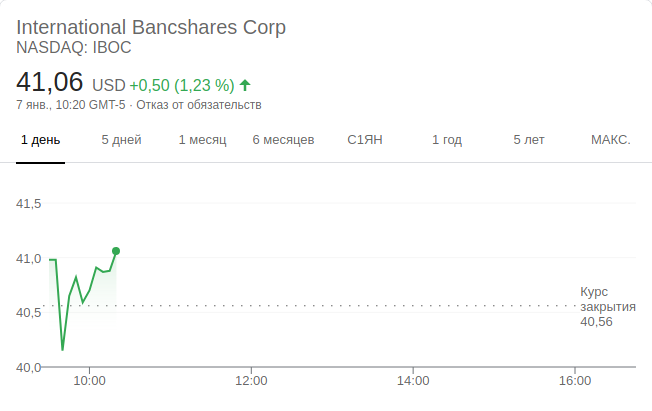 International Bancshares Corp
NASDAQ: IBOC
41,06 USD +0,50 (1,23 %)
7 янв., 10:20 GMT-5 · Отказ от обязательств
1 день 5 дней 1 месяц 6 месяцев С1ЯН 1 год 5 лет МАКС.
41,5
41,0
40,5
40,0
Курс
закрытия
40,56
10:00 12:00 14:00 16:00